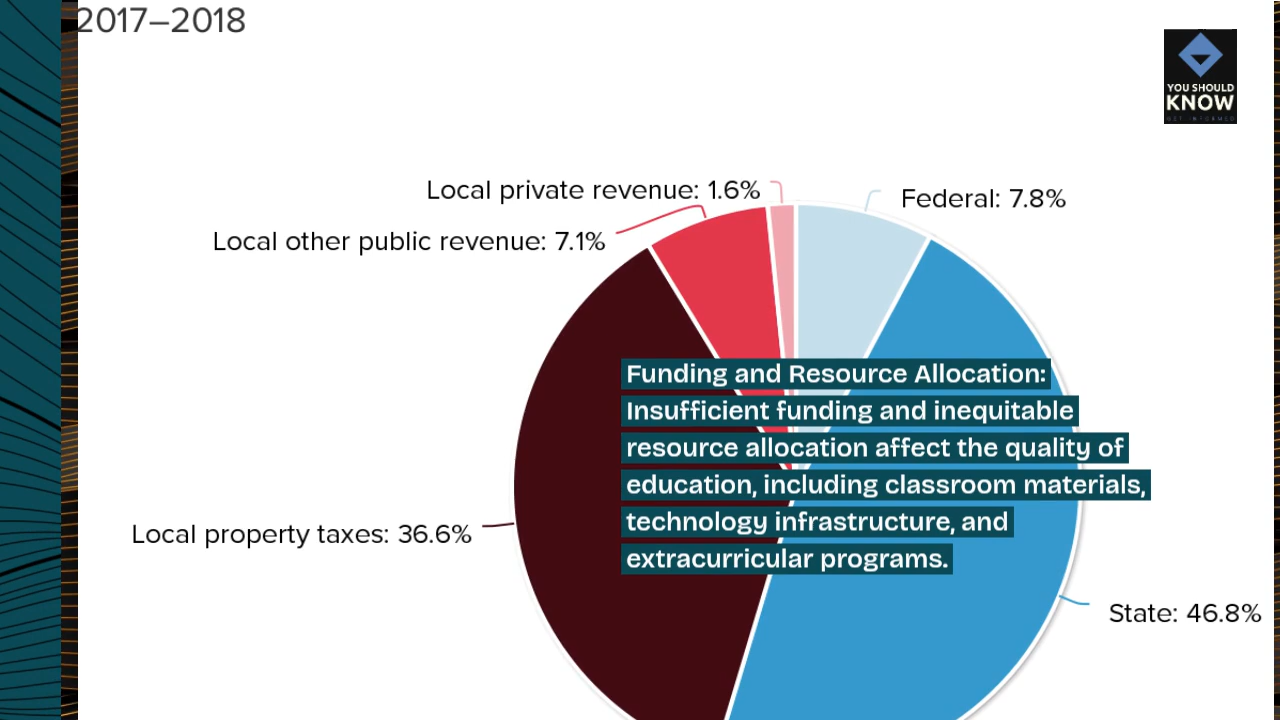 2017–2018
YOU SHOULD
KNOW
GET INFORMED
Local private revenue: 1.6%
Federal: 7.8%
Local other public revenue: 7.1%
Funding and Resource Allocation:
Insufficient funding and inequitable
resource allocation affect the quality of
education, including classroom materials,
technology infrastructure, and
extracurricular programs.
Local property taxes: 36.6%
State: 46.8%